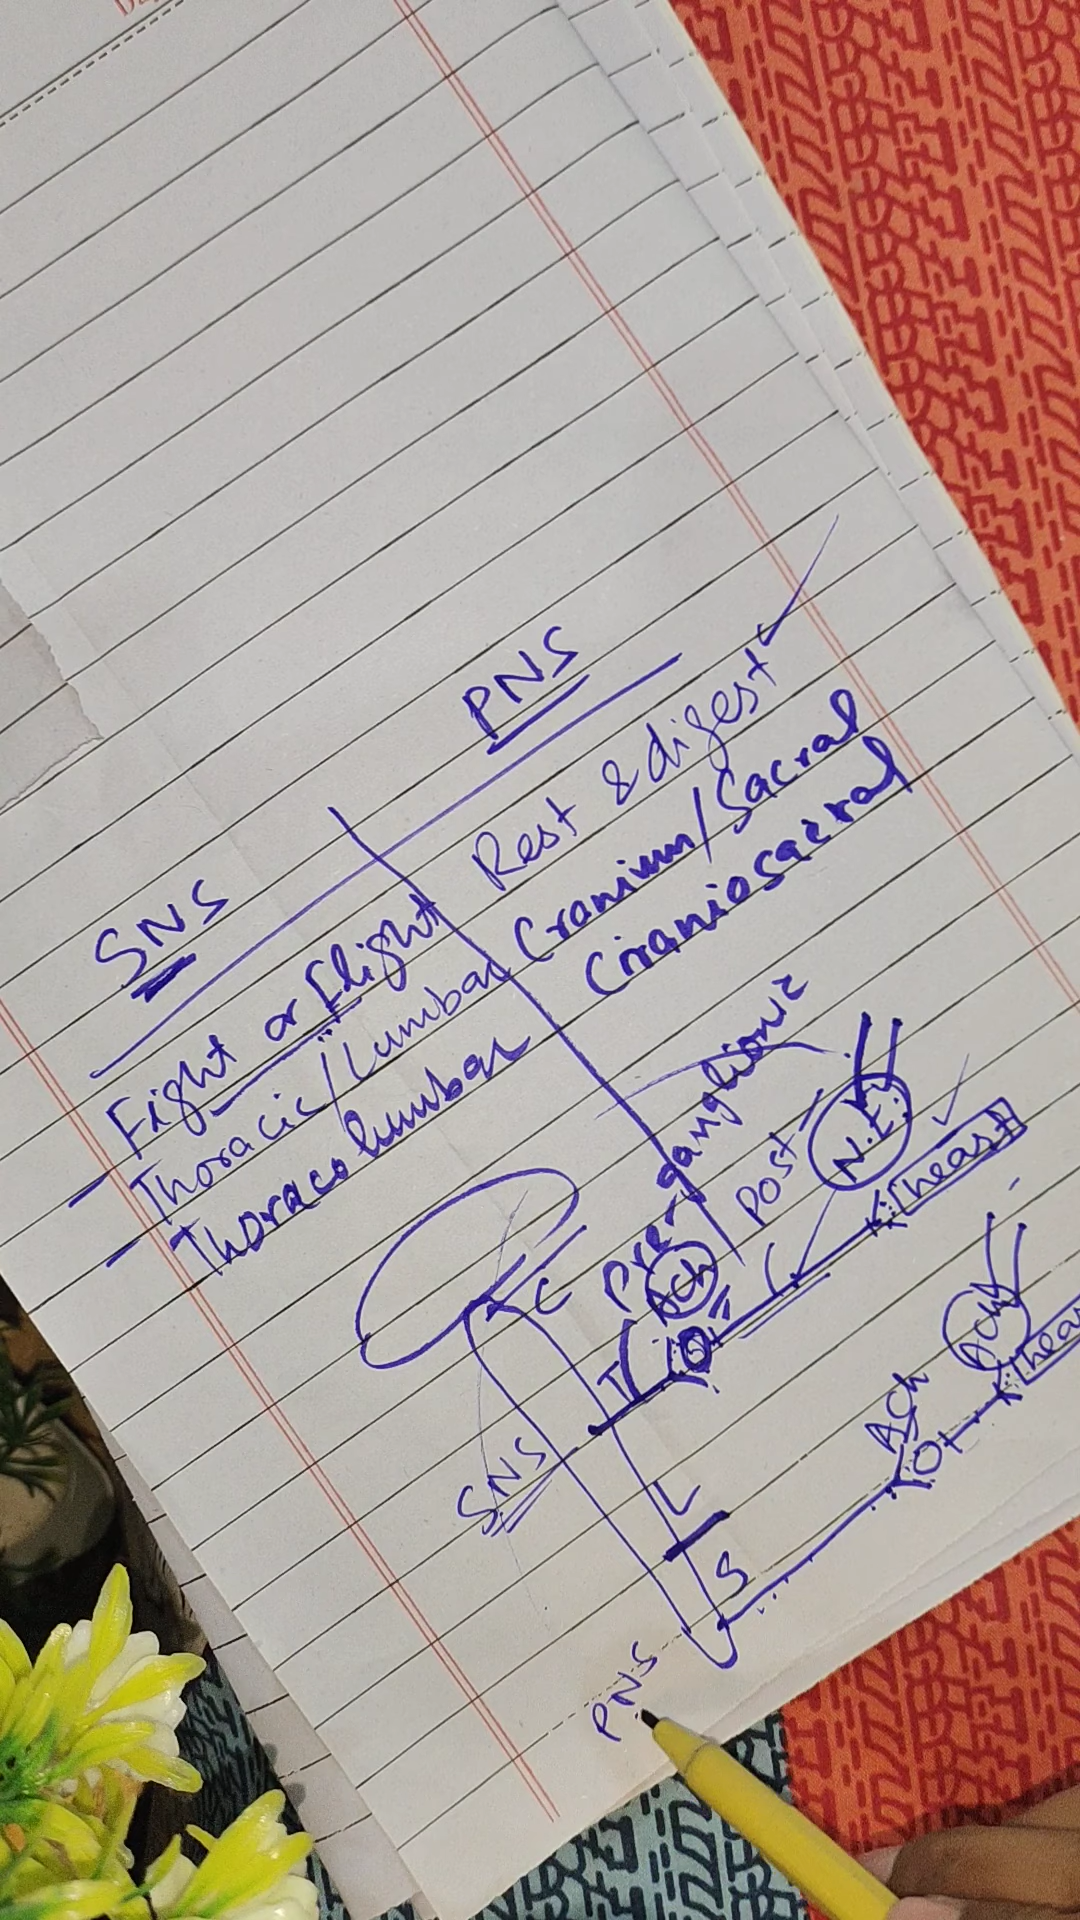 SNS
PNS
Fight or Flight
Rest & digest
Thoracic/Lumbar
Cranium/Sacral
Thoracolumbar
Craniosacral
Pre-ganglionic
Post
N.E.
C
Ach
heart
T
SNS
L
Ach
Ach
hear
S
PNS